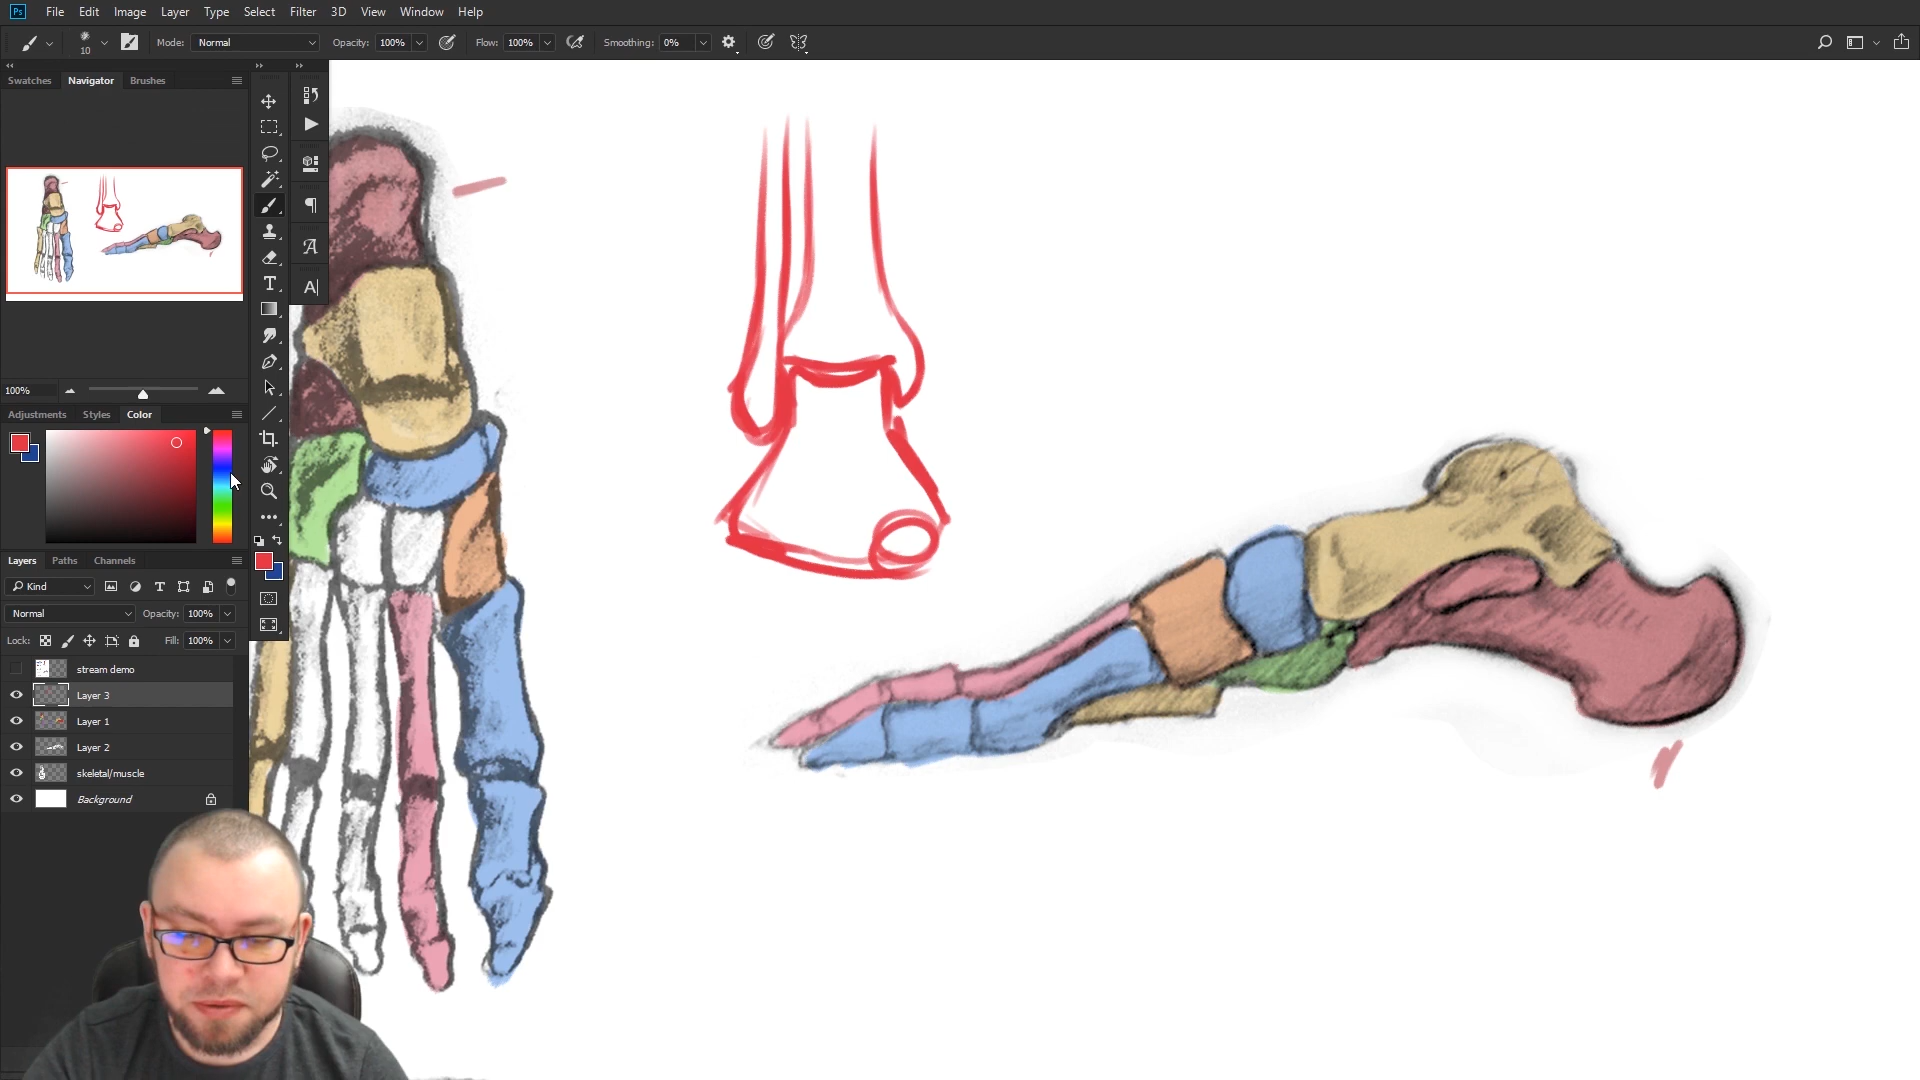 Ps File Edit Image Layer Type Select Filter 3D View Window Help
10 Mode: Normal Opacity: 100% Flow: 100% Smoothing: 0%
Swatches Navigator Brushes
100%
Adjustments Styles Color
Layers Paths Channels
Kind
Normal Opacity: 100%
Lock: Fill: 100%
stream demo
Layer 3
Layer 1
Layer 2
skeletal/muscle
Background